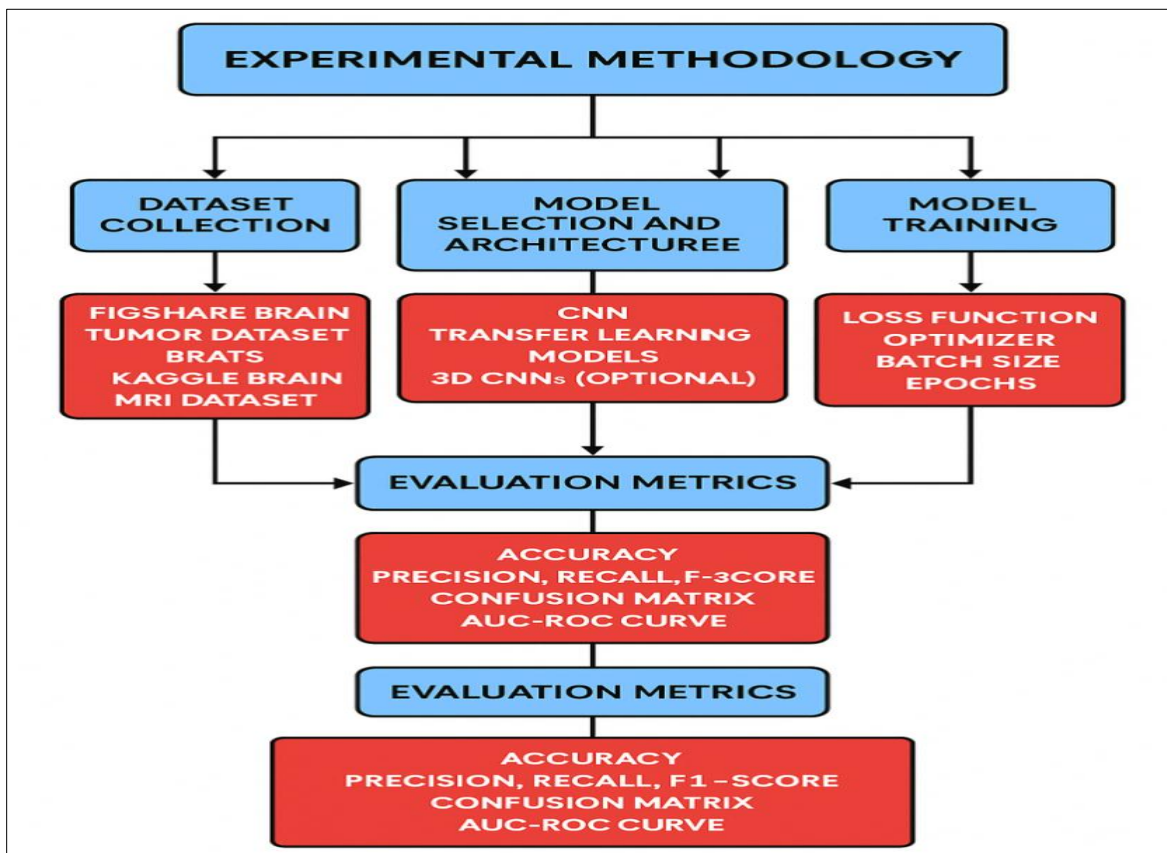 EXPERIMENTAL METHODOLOGY
DATASET
COLLECTION
MODEL
SELECTION AND
ARCHITECTUREE
MODEL
TRAINING
FIGSHARE BRAIN
TUMOR DATASET
BRATS
KAGGLE BRAIN
MRI DATASET
CNN
TRANSFER LEARNING
MODELS
3D CNNs (OPTIONAL)
LOSS FUNCTION
OPTIMIZER
BATCH SIZE
EPOCHS
EVALUATION METRICS
ACCURACY
PRECISION, RECALL,F-3CORE
CONFUSION MATRIX
AUC-ROC CURVE
EVALUATION METRICS
ACCURACY
PRECISION, RECALL, F1-SCORE
CONFUSION MATRIX
AUC-ROC CURVE